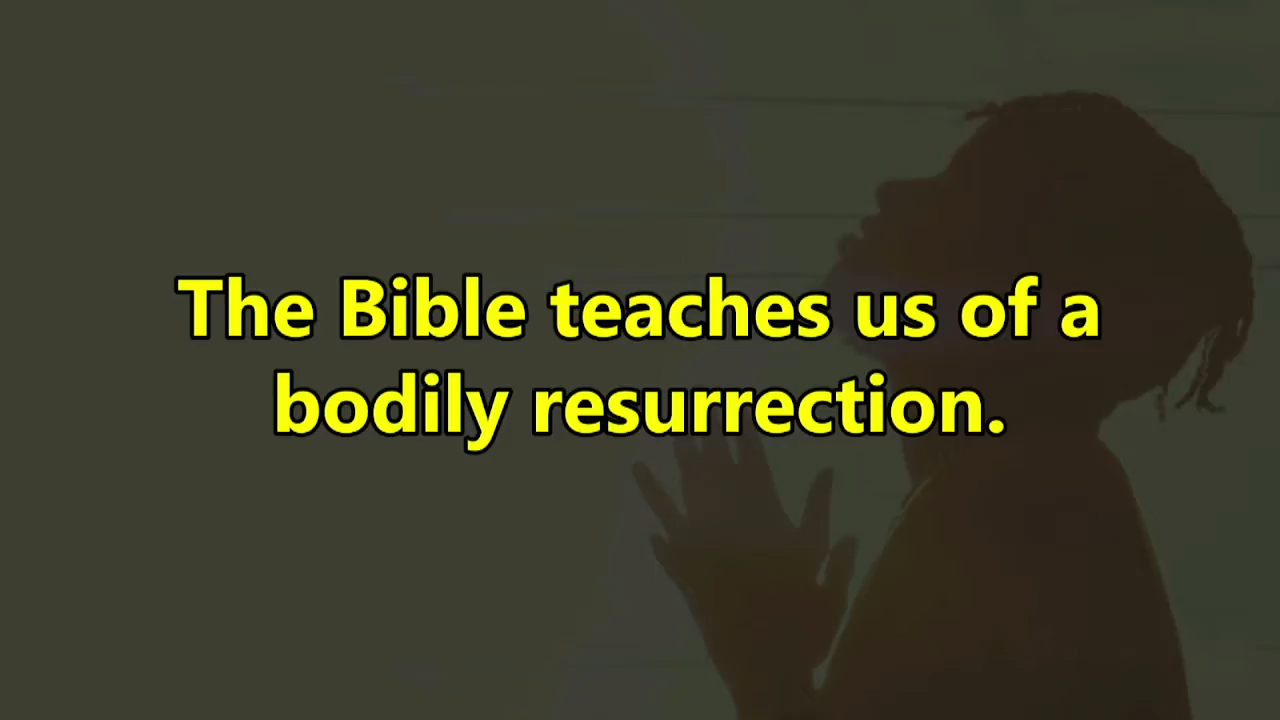 The Bible teaches us of a
bodily resurrection.